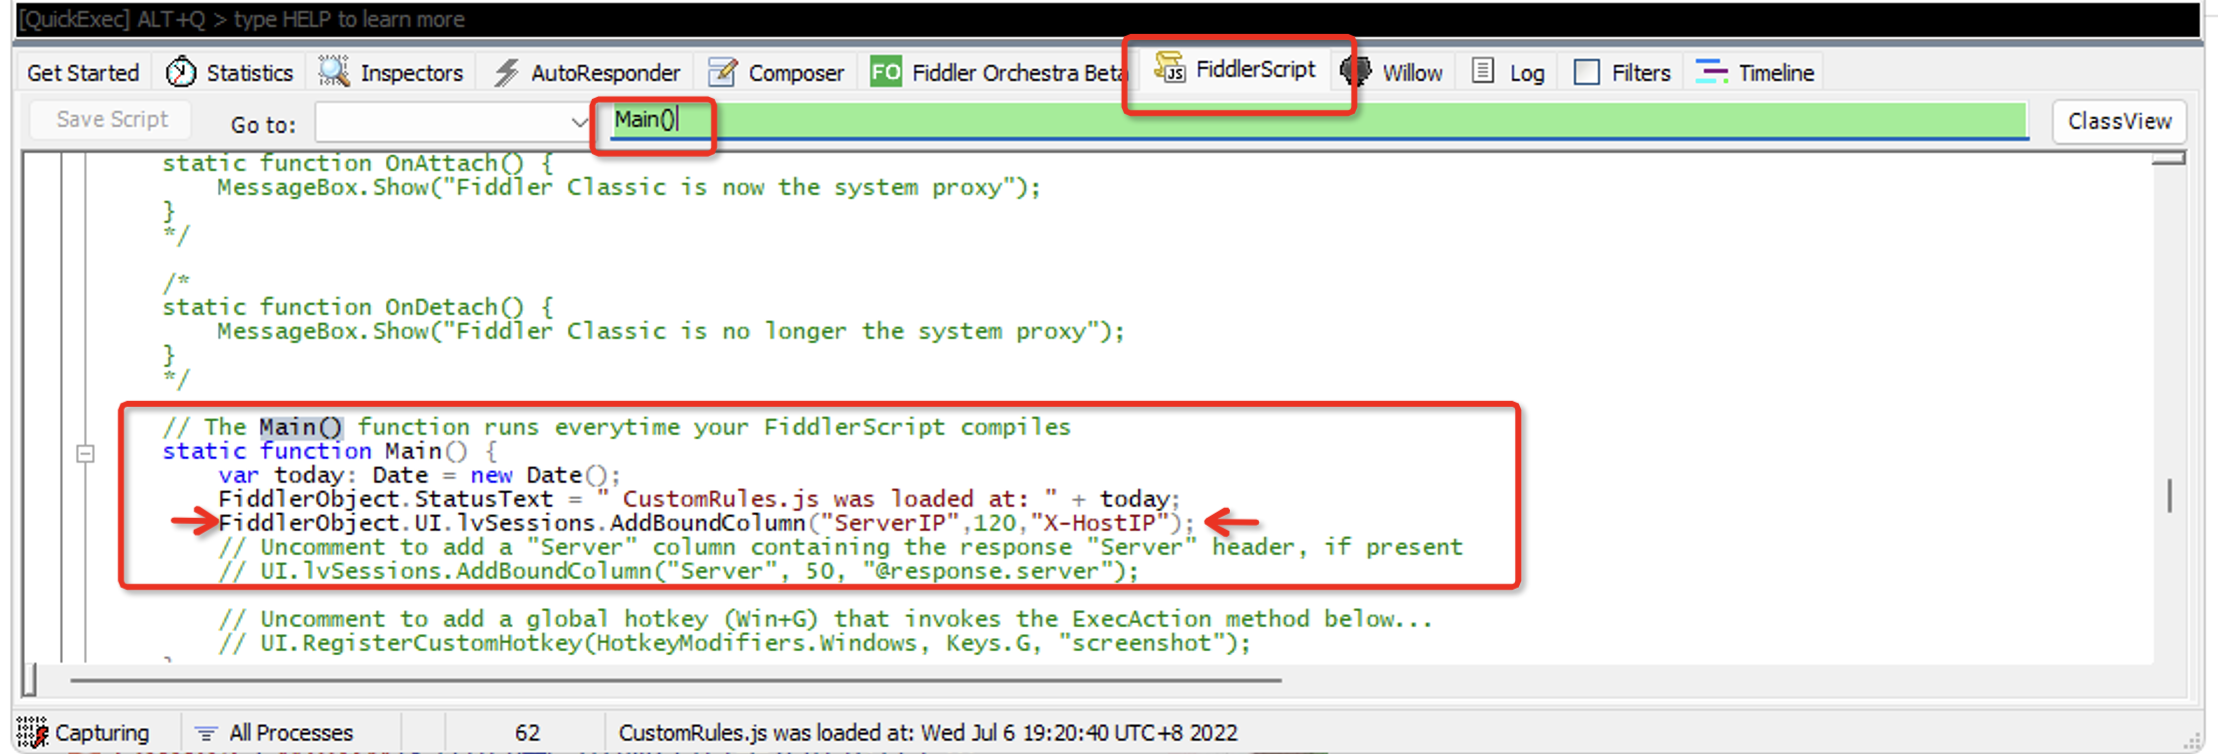 [QuickExec] ALT+Q > type HELP to learn more
Get Started Statistics Inspectors AutoResponder Composer FO Fiddler Orchestra Beta JS FiddlerScript Willow Log Filters Timeline
Save Script Go to: Main() ClassView
static function OnAttach() {
MessageBox.Show("Fiddler Classic is now the system proxy");
}
*/
/*
static function OnDetach() {
MessageBox.Show("Fiddler Classic is no longer the system proxy");
}
*/
// The Main() function runs everytime your FiddlerScript compiles
static function Main() {
var today: Date = new Date();
FiddlerObject.StatusText = " CustomRules.js was loaded at: " + today;
FiddlerObject.UI.lvSessions.AddBoundColumn("ServerIP",120,"X-HostIP");
// Uncomment to add a "Server" column containing the response "Server" header, if present
// UI.lvSessions.AddBoundColumn("Server", 50, "@response.server");
// Uncomment to add a global hotkey (Win+G) that invokes the ExecAction method below...
// UI.RegisterCustomHotkey(HotkeyModifiers.Windows, Keys.G, "screenshot");
Capturing All Processes 62 CustomRules.js was loaded at: Wed Jul 6 19:20:40 UTC+8 2022